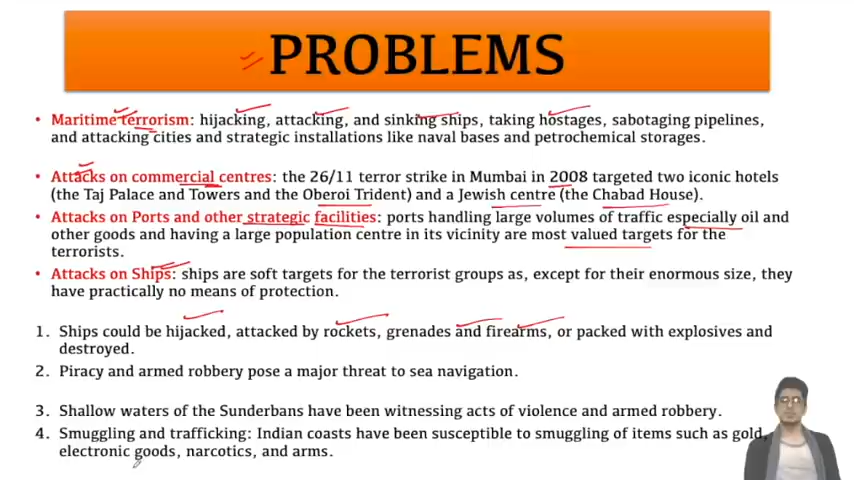 PROBLEMS
• Maritime terrorism: hijacking, attacking, and sinking ships, taking hostages, sabotaging pipelines,
and attacking cities and strategic installations like naval bases and petrochemical storages.
• Attacks on commercial centres: the 26/11 terror strike in Mumbai in 2008 targeted two iconic hotels
(the Taj Palace and Towers and the Oberoi Trident) and a Jewish centre (the Chabad House).
• Attacks on Ports and other strategic facilities: ports handling large volumes of traffic especially oil and
other goods and having a large population centre in its vicinity are most valued targets for the
terrorists.
• Attacks on Ships: ships are soft targets for the terrorist groups as, except for their enormous size, they
have practically no means of protection.
1. Ships could be hijacked, attacked by rockets, grenades and firearms, or packed with explosives and
destroyed.
2. Piracy and armed robbery pose a major threat to sea navigation.
3. Shallow waters of the Sunderbans have been witnessing acts of violence and armed robbery.
4. Smuggling and trafficking: Indian coasts have been susceptible to smuggling of items such as gold,
electronic goods, narcotics, and arms.